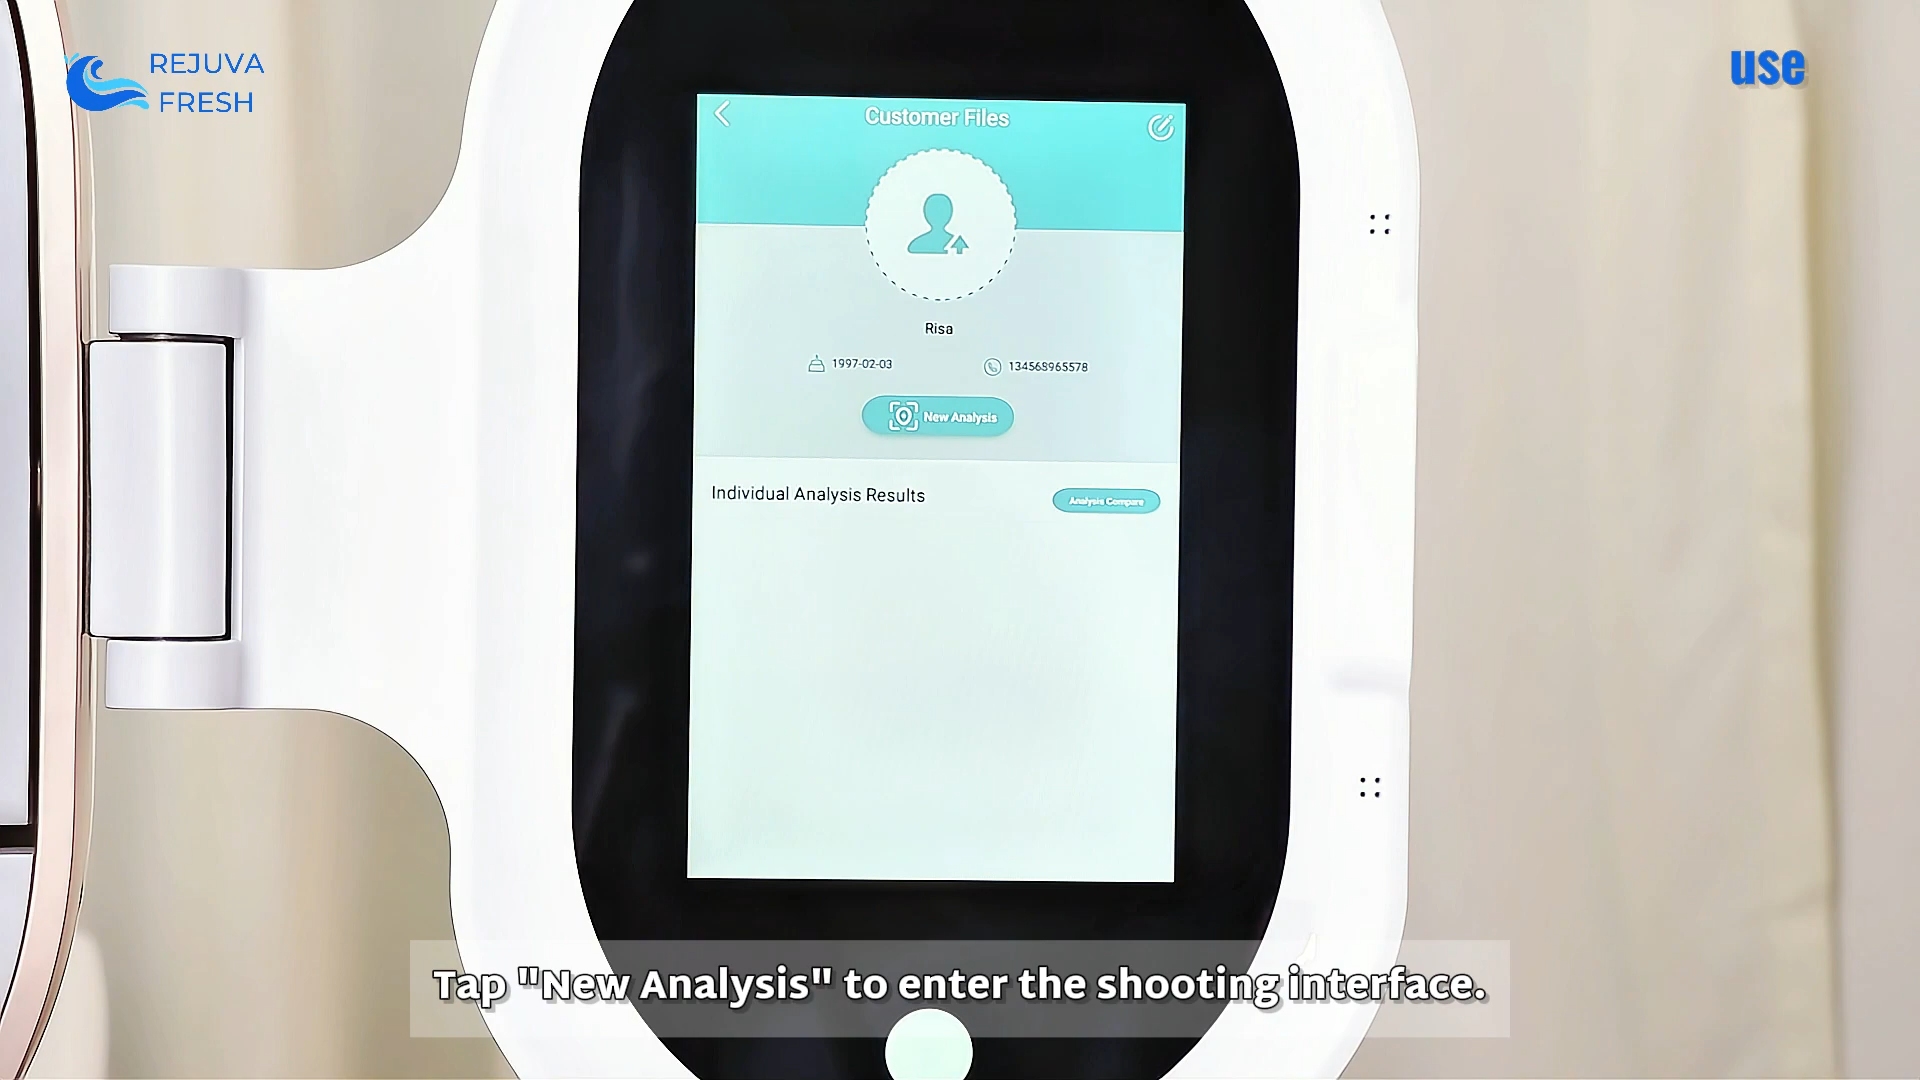 REJUVA
FRESH
use
Customer Files
Risa
1997-02-03
134568965578
New Analysis
Individual Analysis Results
Analysis Compare
Tap "New Analysis" to enter the shooting interface.